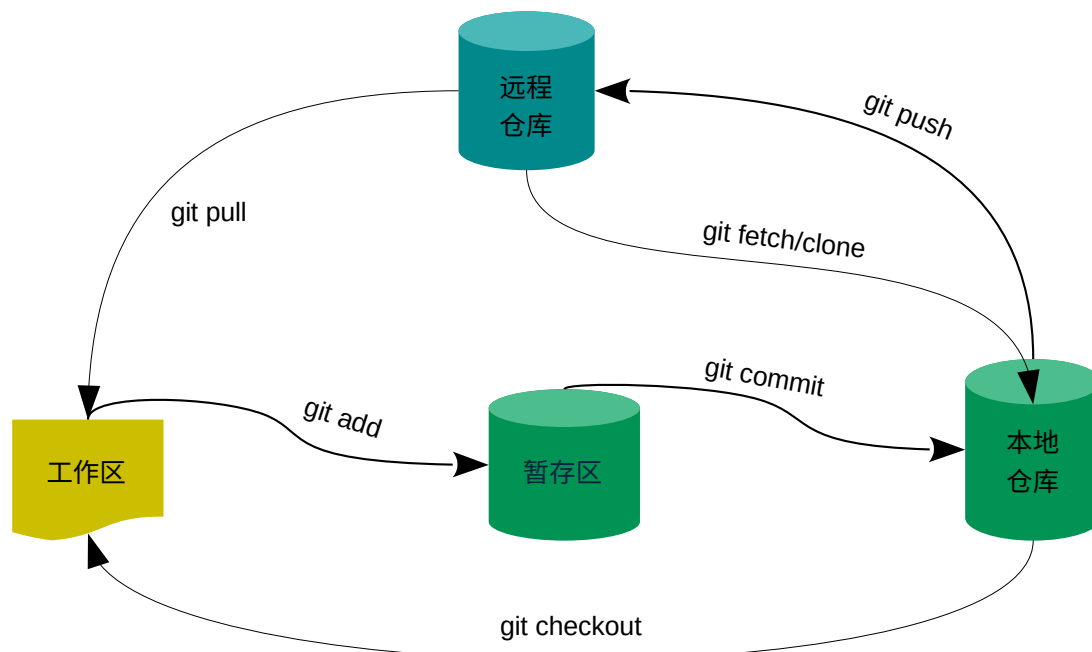 远程
仓库
git push
git pull
git fetch/clone
git commit
git add
本地
仓库
工作区
暂存区
git checkout